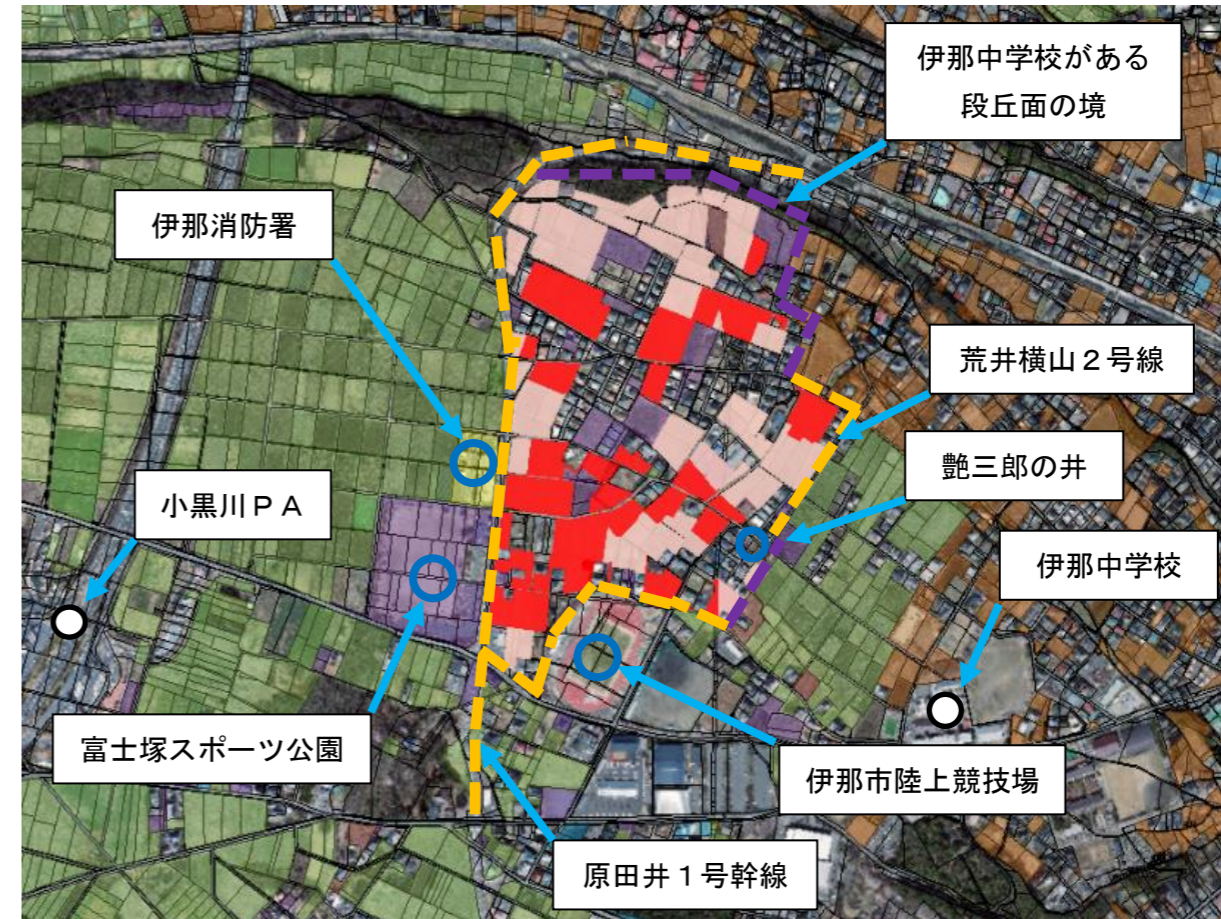 伊那中学校がある
段丘面の境
伊那消防署
荒井横山２号線
艶三郎の井
小黒川ＰＡ
伊那中学校
富士塚スポーツ公園
伊那市陸上競技場
原田井１号幹線